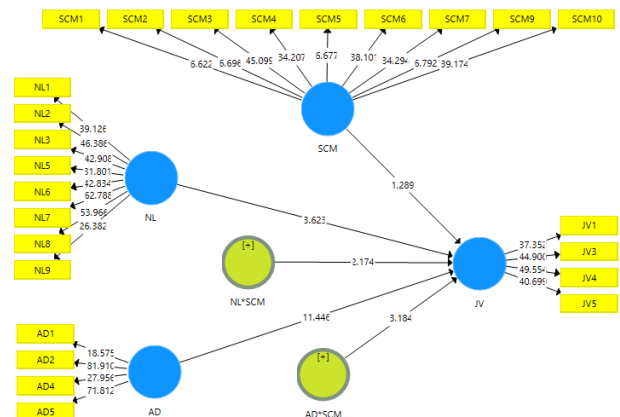 SCM1 SCM2 SCM3 SCM4 SCM5 SCM6 SCM7 SCM9 SCM10
6.622 6.696 45.099 34.207 6.677 38.101 34.294 6.792 39.174
SCM
NL1
NL2
NL3
NL5
NL6
NL7
NL8
NL9
39.126
46.386
42.908
31.801
42.834
62.788
53.966
26.382
NL
1.289
3.623
[+]
2.174
NL*SCM
JV
JV1
JV3
JV4
JV5
37.352
44.900
49.554
40.699
11.446
3.184
AD1
AD2
AD4
AD5
18.575
81.910
27.956
71.812
AD
[+]
AD*SCM